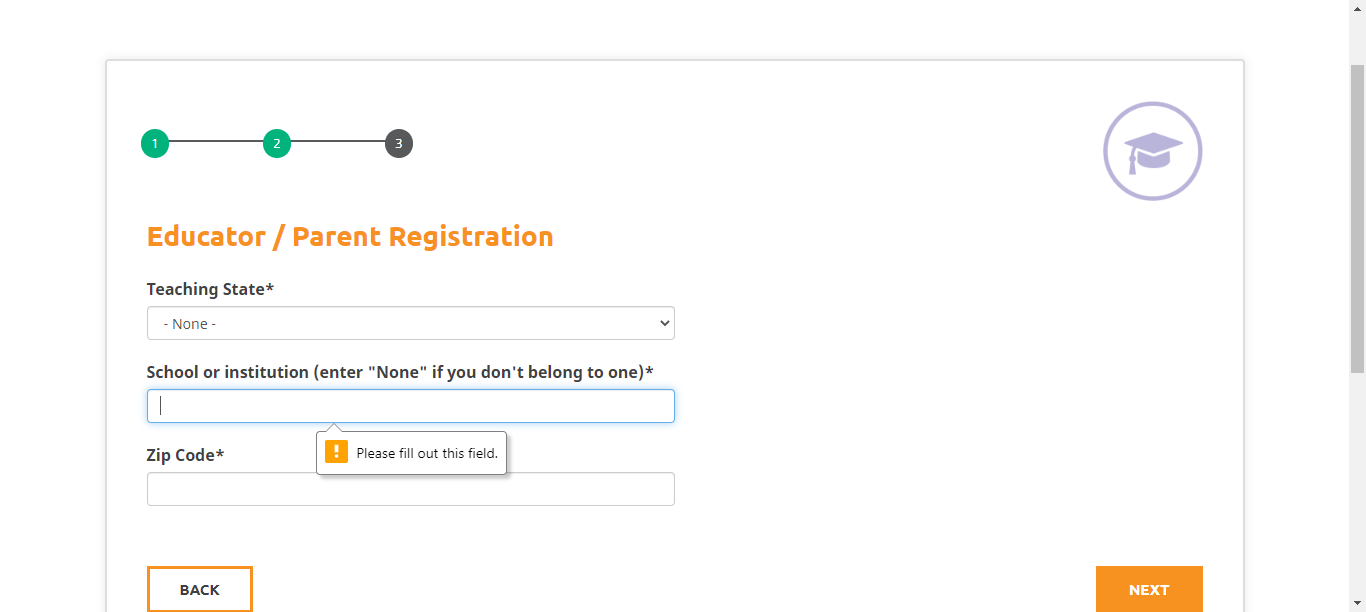 1 2 3
Educator / Parent Registration
Teaching State*
- None -
School or institution (enter "None" if you don't belong to one)*
! Please fill out this field.
Zip Code*
BACK
NEXT